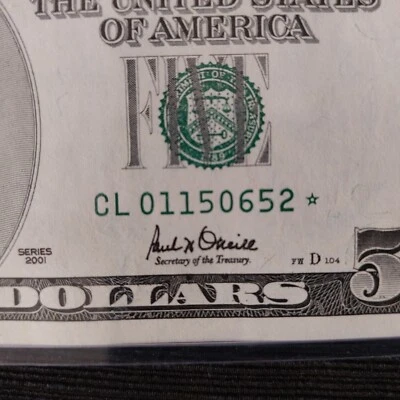 THE UNITED STATES
OF AMERICA
FIVE
CL 01150652 ★
Paul H O'Neill
SERIES
2001
Secretary of the Treasury.
FW D 104
5
DOLLARS